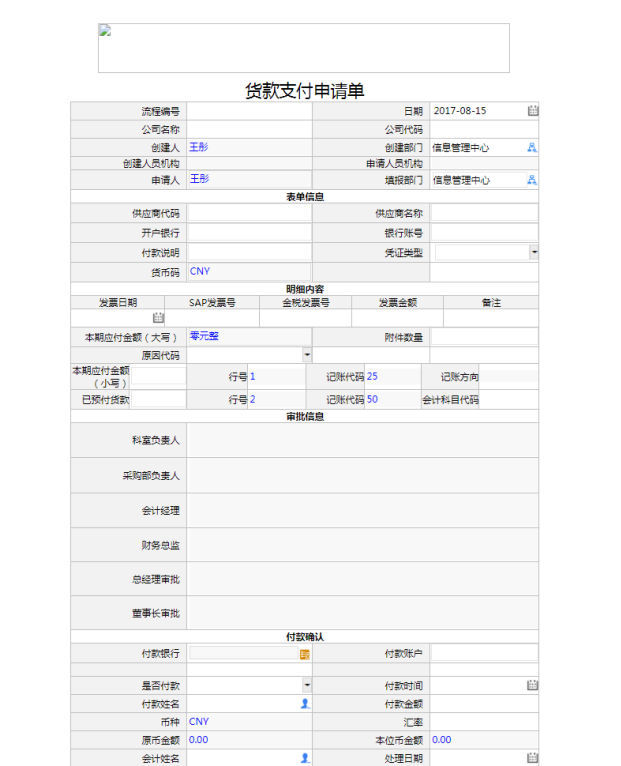 货款支付申请单
流程编号 日期 2017-08-15
公司名称 公司代码
创建人 王彤 创建部门 信息管理中心
创建人员机构 申请人员机构
申请人 王彤 填报部门 信息管理中心
表单信息
供应商代码 供应商名称
开户银行 银行账号
付款说明 凭证类型
货币码 CNY
明细内容
发票日期 SAP发票号 金税发票号 发票金额 备注
本期应付金额（大写） 零元整 附件数量
原因代码
本期应付金额（小写） 行号 1 记账代码 25 记账方向
已预付货款 行号 2 记账代码 50 会计科目代码
审批信息
科室负责人
采购部负责人
会计经理
财务总监
总经理审批
董事长审批
付款确认
付款银行 付款账户
是否付款 付款时间
付款姓名 付款金额
币种 CNY 汇率
原币金额 0.00 本位币金额 0.00
会计姓名 处理日期